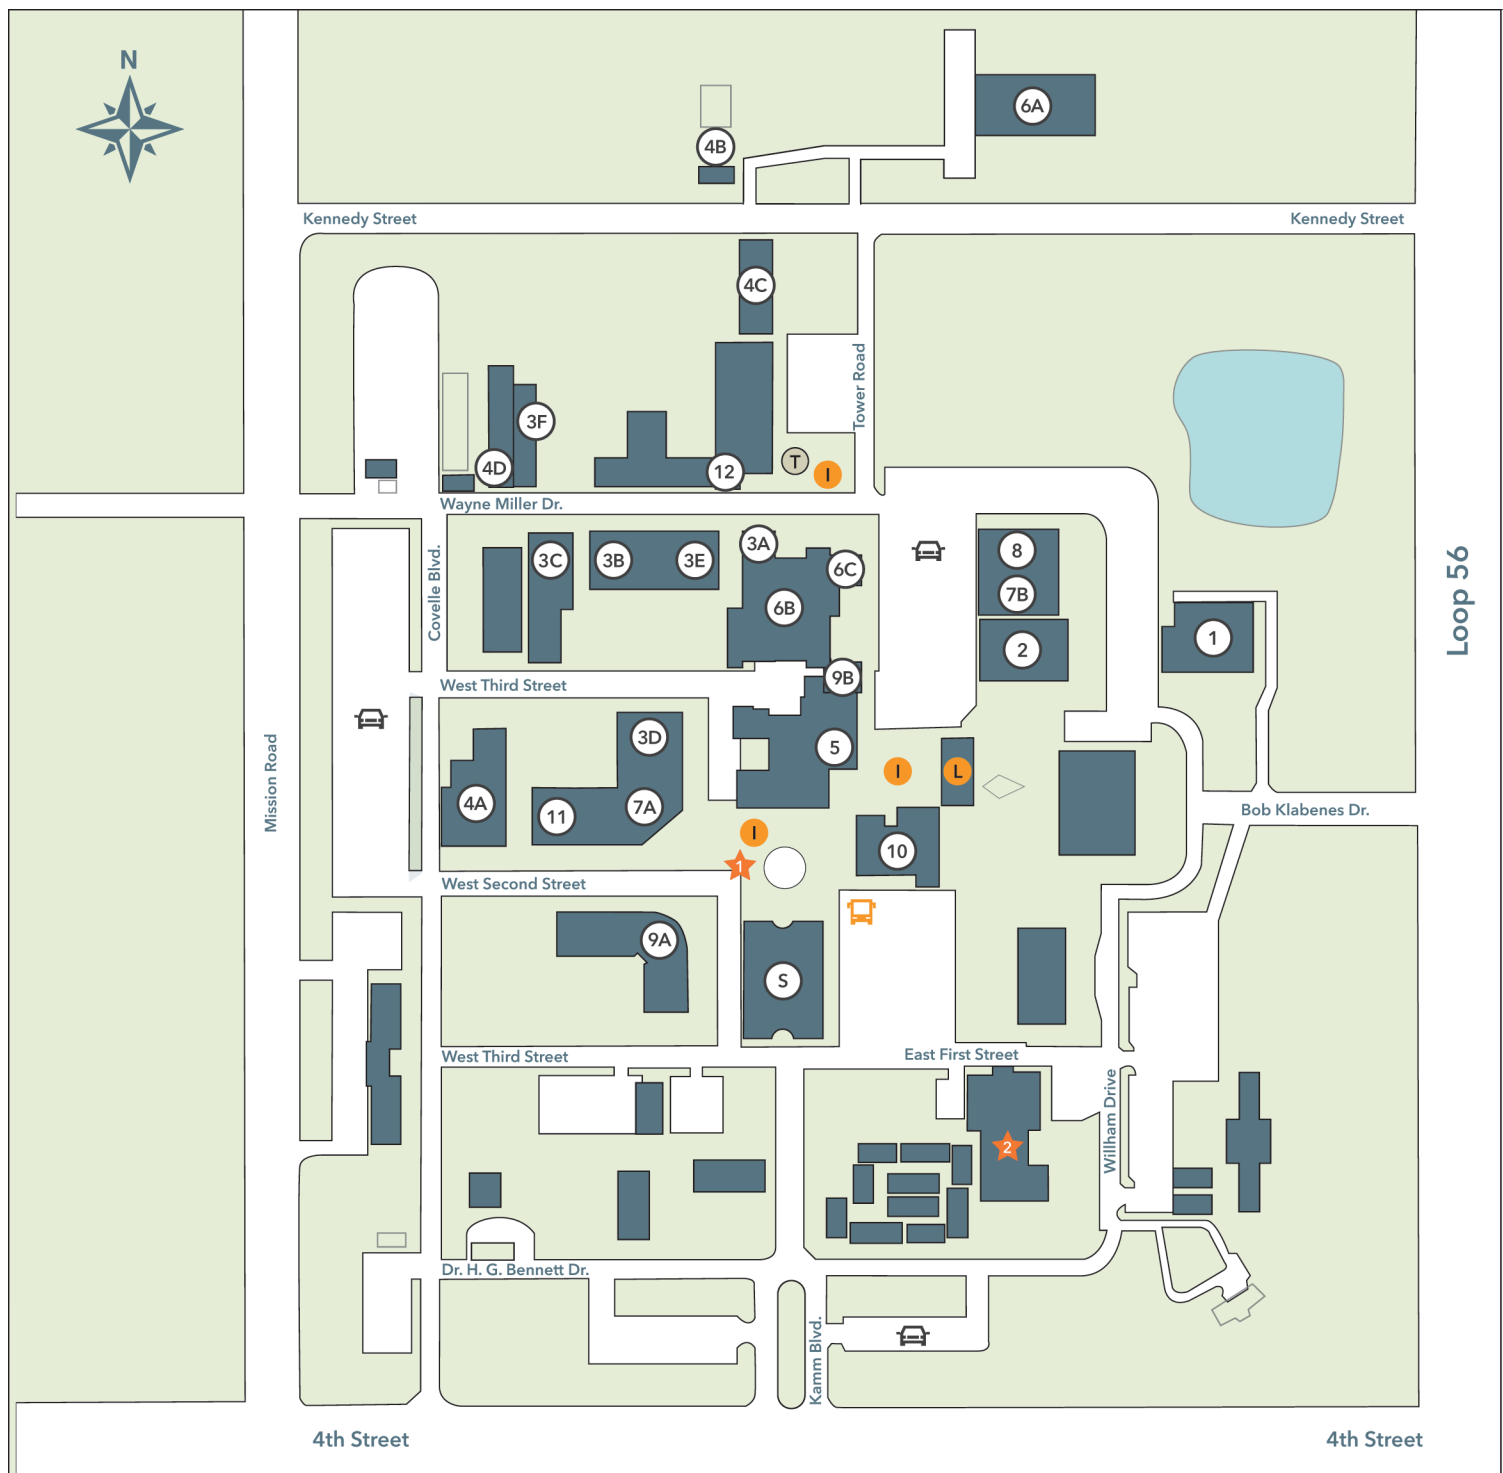 N
6A
4B
Kennedy Street
Kennedy Street
4C
Tower Road
3F
4D
12
T
I
Wayne Miller Dr.
Covelle Blvd.
3C
3B
3E
3A
6C
6B
8
7B
2
1
Loop 56
West Third Street
9B
3D
5
4A
11
7A
I
L
I
1
10
Mission Road
Bob Klabenes Dr.
West Second Street
9A
S
West Third Street
East First Street
Willham Drive
2
Dr. H. G. Bennett Dr.
Kamm Blvd.
4th Street
4th Street